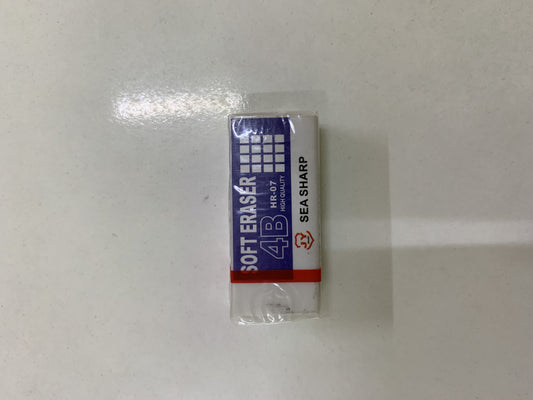 SOFT ERASER
4B
HR-07
HIGH QUALITY
SEA SHARP